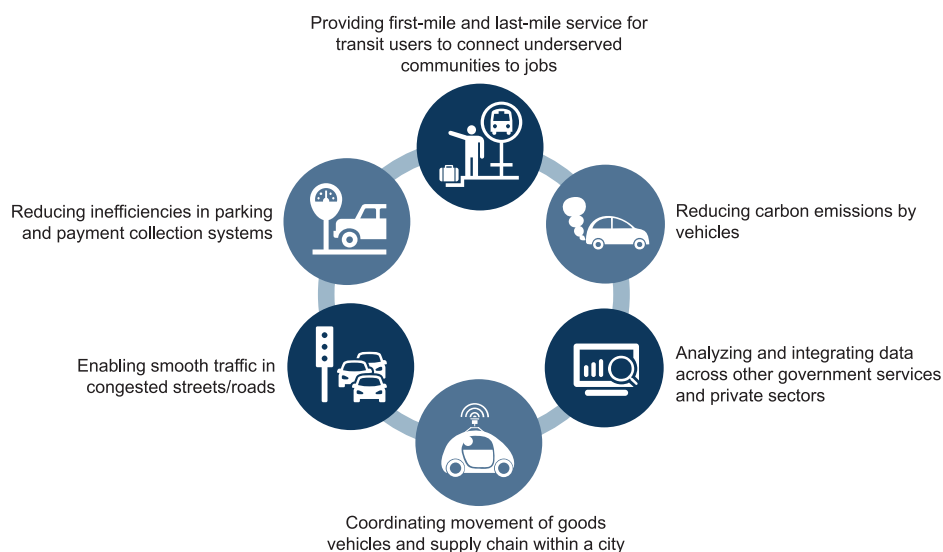 Providing first-mile and last-mile service for
transit users to connect underserved
communities to jobs
Reducing carbon emissions by
vehicles
Analyzing and integrating data
across other government services
and private sectors
Coordinating movement of goods
vehicles and supply chain within a city
Enabling smooth traffic in
congested streets/roads
Reducing inefficiencies in parking
and payment collection systems